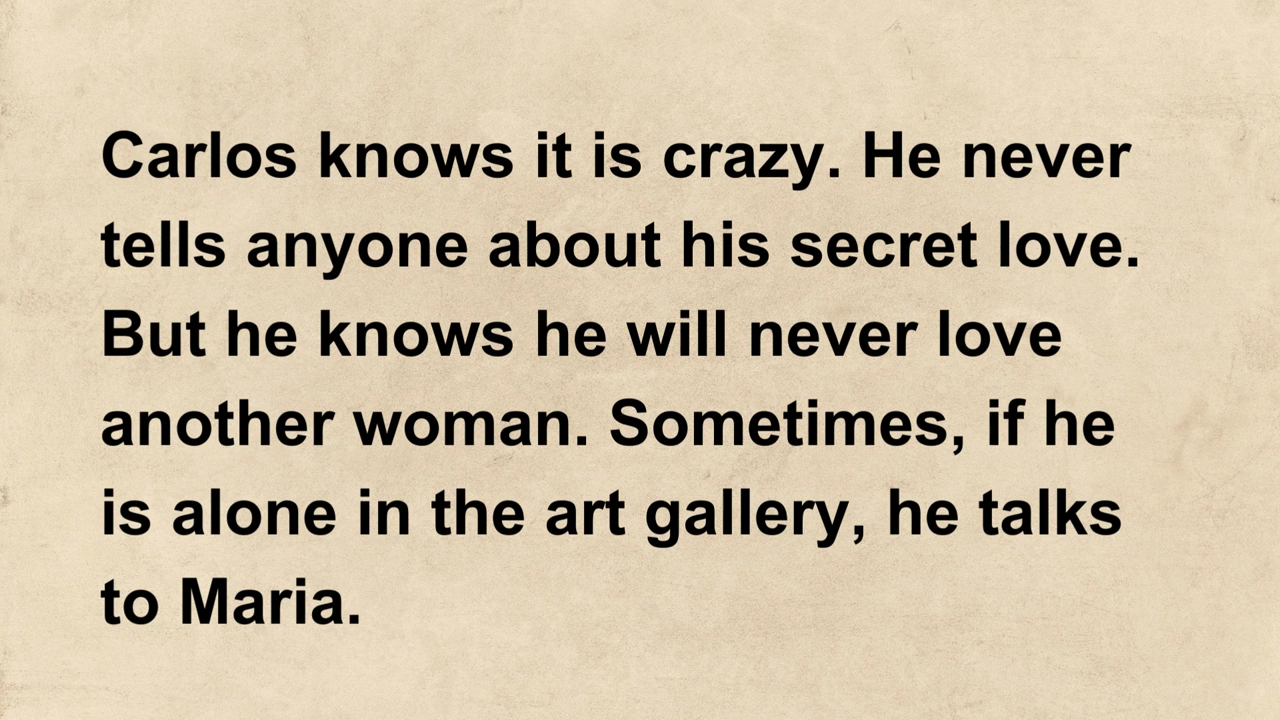 Carlos knows it is crazy. He never
tells anyone about his secret love.
But he knows he will never love
another woman. Sometimes, if he
is alone in the art gallery, he talks
to Maria.